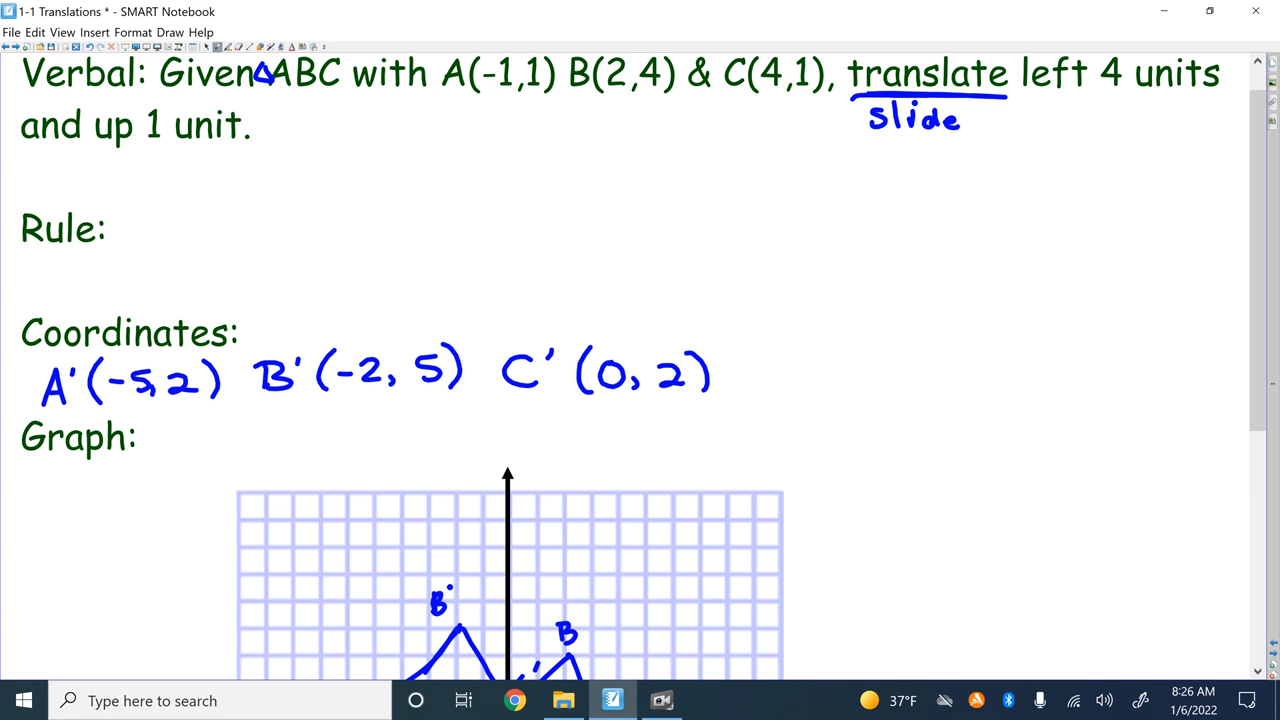 1-1 Translations * - SMART Notebook
File Edit View Insert Format Draw Help
Verbal: Given △ABC with A(-1,1) B(2,4) & C(4,1), translate left 4 units
slide
and up 1 unit.
Rule:
Coordinates:
A'(-5,2) B'(-2, 5) C'(0, 2)
Graph:
B'
B
Type here to search
37°F
8:26 AM
1/6/2022